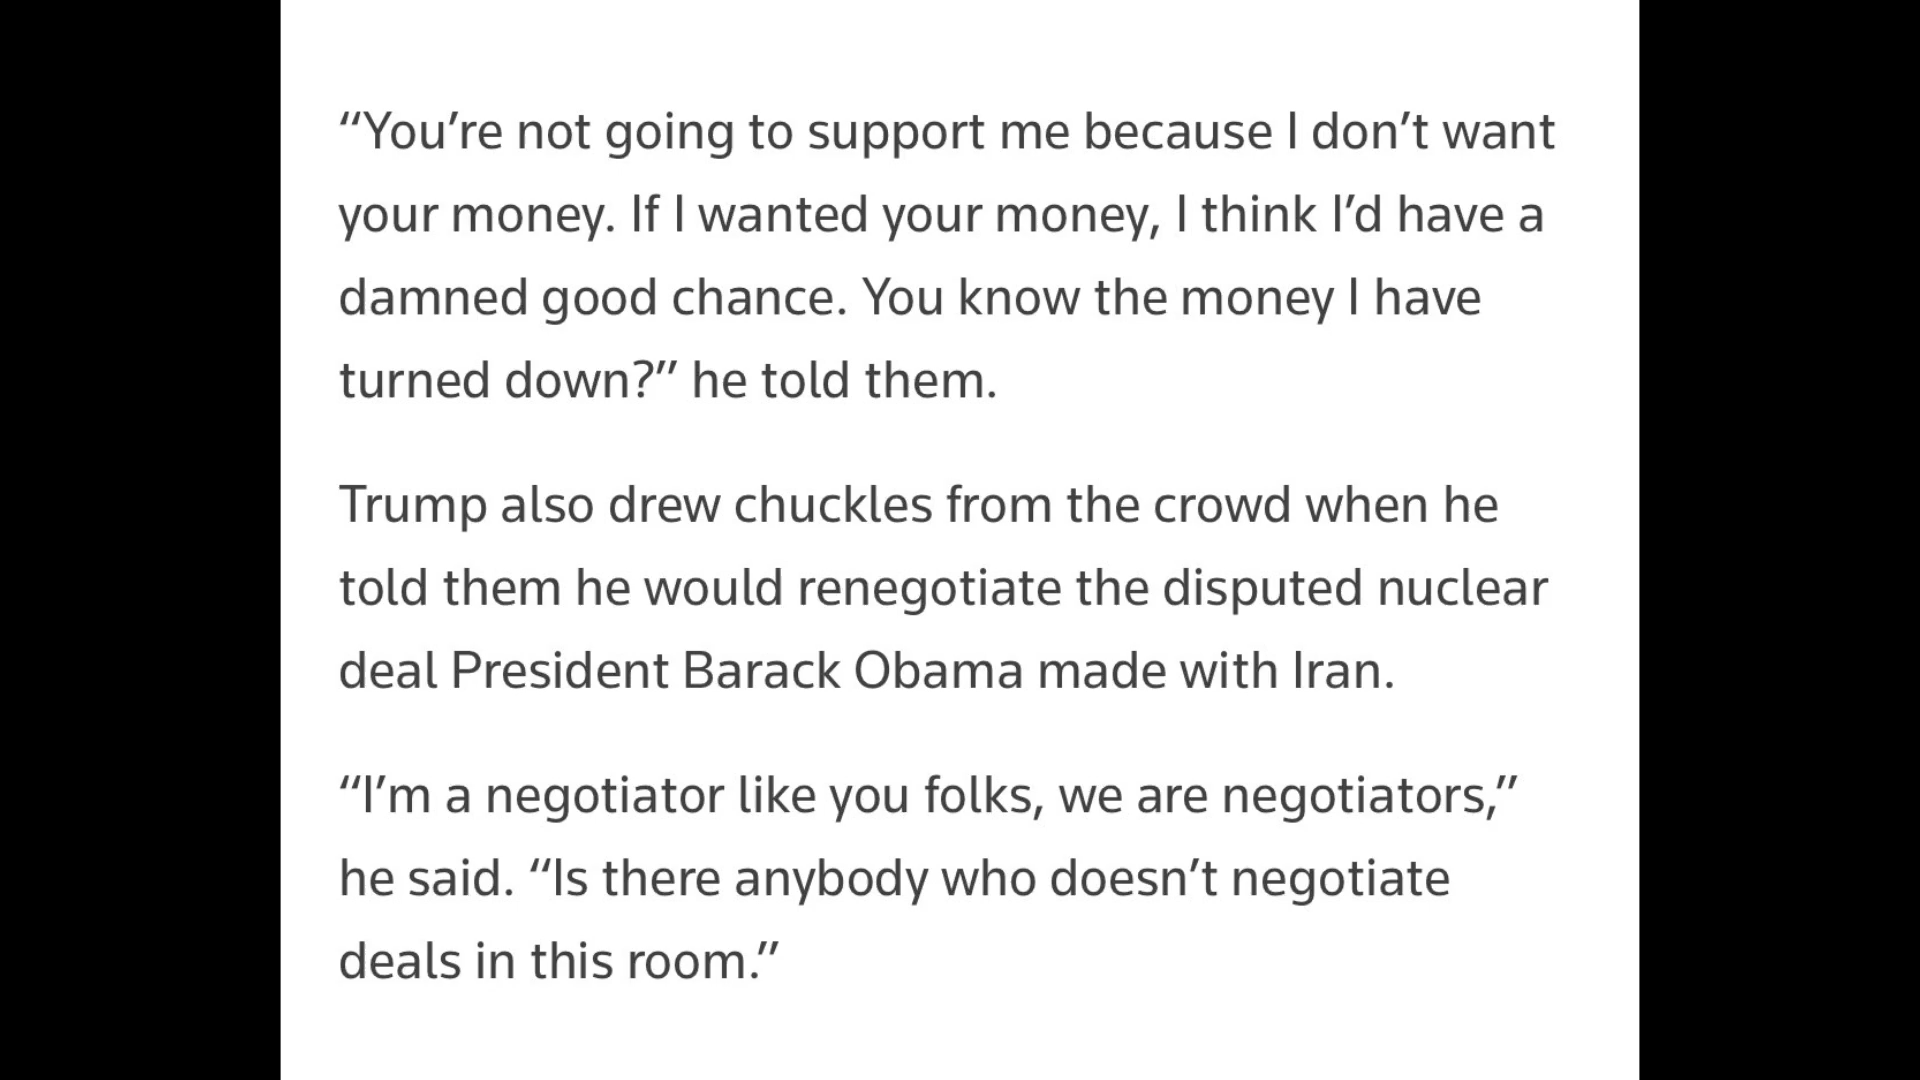 “You’re not going to support me because I don’t want
your money. If I wanted your money, I think I’d have a
damned good chance. You know the money I have
turned down?” he told them.
Trump also drew chuckles from the crowd when he
told them he would renegotiate the disputed nuclear
deal President Barack Obama made with Iran.
“I’m a negotiator like you folks, we are negotiators,”
he said. “Is there anybody who doesn’t negotiate
deals in this room.”